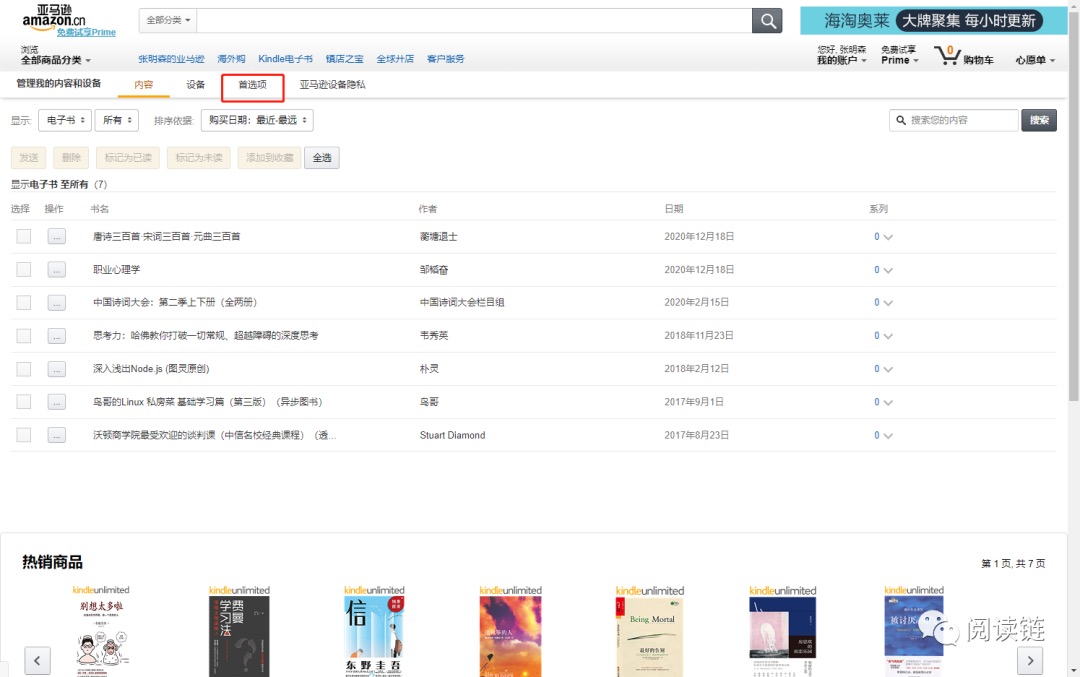 亚马逊
amazon.cn
免费试享Prime
全部分类
海淘奥莱 大牌聚集 每小时更新
浏览
全部商品分类
张明森的亚马逊 海外购 Kindle电子书 镇店之宝 全球开店 客户服务
您好, 张明森
我的账户
免费试享
Prime
0
购物车
心愿单
管理我的内容和设备 内容 设备 首选项 亚马逊设备隐私
显示: 电子书 所有 排序依据: 购买日期: 最近-最远 搜索您的内容 搜索
发送 删除 标记为已读 标记为未读 添加到收藏 全选
显示电子书 至所有 (7)
选择 操作 书名 作者 日期 系列
... 唐诗三百首·宋词三百首·元曲三百首 蘅塘退士 2020年12月18日 0
... 职业心理学 邹韬奋 2020年12月18日 0
... 中国诗词大会：第二季上下册（全两册） 中国诗词大会栏目组 2020年2月15日 0
... 思考力：哈佛教你打破一切常规、超越障碍的深度思考 韦秀英 2018年11月23日 0
... 深入浅出Node.js (图灵原创) 朴灵 2018年2月12日 0
... 鸟哥的Linux 私房菜 基础学习篇（第三版）（异步图书） 鸟哥 2017年9月1日 0
... 沃顿商学院最受欢迎的谈判课（中信名校经典课程）（透... Stuart Diamond 2017年8月23日 0
热销商品
第 1 页, 共 7 页
kindleunlimited kindleunlimited kindleunlimited kindleunlimited kindleunlimited kindleunlimited kindleunlimited
别想太多啦
费曼
学习法
信
东野圭吾
Being Mortal
最好的告别
被讨厌
阅读链